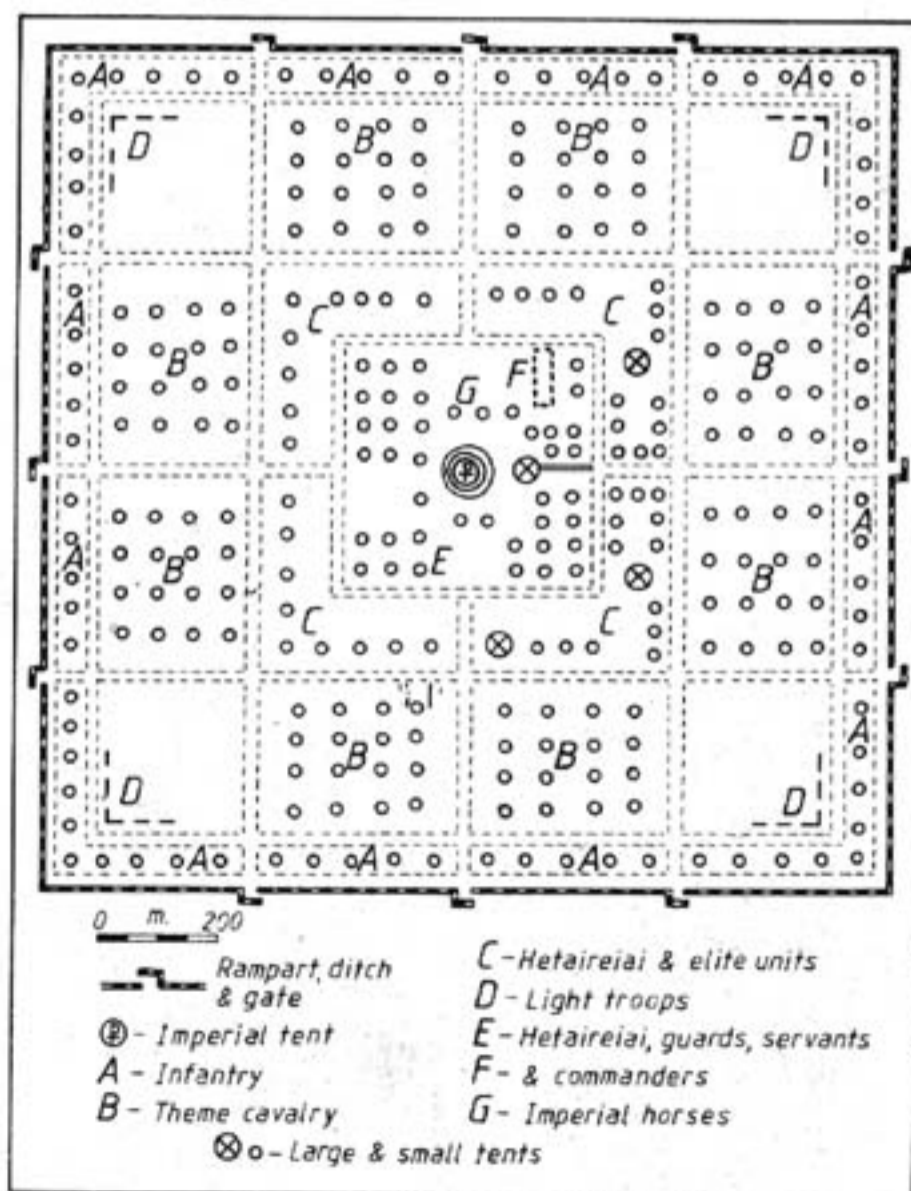 A A A A
D B B D
A C C A
B G F B
A A
B E B
C C
A
B B
D D
A A A
0 m. 200
Rampart, ditch
& gate
- Imperial tent
A - Infantry
B - Theme cavalry
C - Hetaireiai & elite units
D - Light troops
E - Hetaireiai, guards, servants
F - & commanders
G - Imperial horses
- Large & small tents